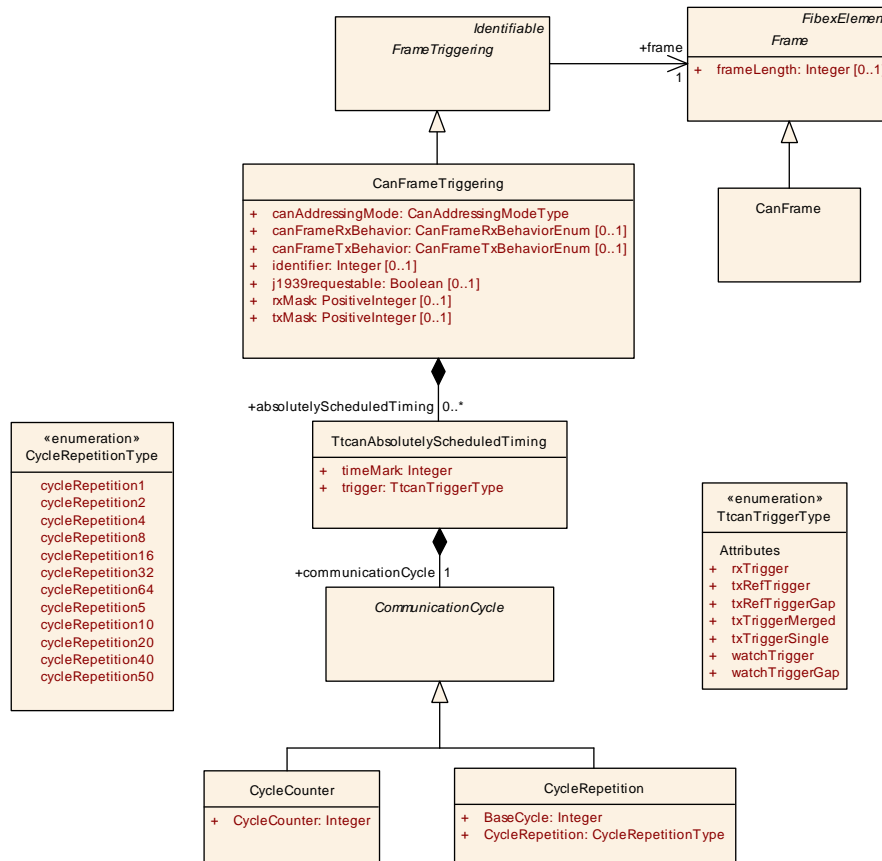 Identifiable
FrameTriggering
+frame
1
FibexElemen
Frame
+ frameLength: Integer [0..1
CanFrame
CanFrameTriggering
+ canAddressingMode: CanAddressingModeType
+ canFrameRxBehavior: CanFrameRxBehaviorEnum [0..1]
+ canFrameTxBehavior: CanFrameTxBehaviorEnum [0..1]
+ identifier: Integer [0..1]
+ j1939requestable: Boolean [0..1]
+ rxMask: PositiveInteger [0..1]
+ txMask: PositiveInteger [0..1]
+absolutelyScheduledTiming 0..*
«enumeration»
CycleRepetitionType
cycleRepetition1
cycleRepetition2
cycleRepetition4
cycleRepetition8
cycleRepetition16
cycleRepetition32
cycleRepetition64
cycleRepetition5
cycleRepetition10
cycleRepetition20
cycleRepetition40
cycleRepetition50
TtcanAbsolutelyScheduledTiming
+ timeMark: Integer
+ trigger: TtcanTriggerType
+communicationCycle 1
CommunicationCycle
«enumeration»
TtcanTriggerType
Attributes
+ rxTrigger
+ txRefTrigger
+ txRefTriggerGap
+ txTriggerMerged
+ txTriggerSingle
+ watchTrigger
+ watchTriggerGap
CycleCounter
+ CycleCounter: Integer
CycleRepetition
+ BaseCycle: Integer
+ CycleRepetition: CycleRepetitionType